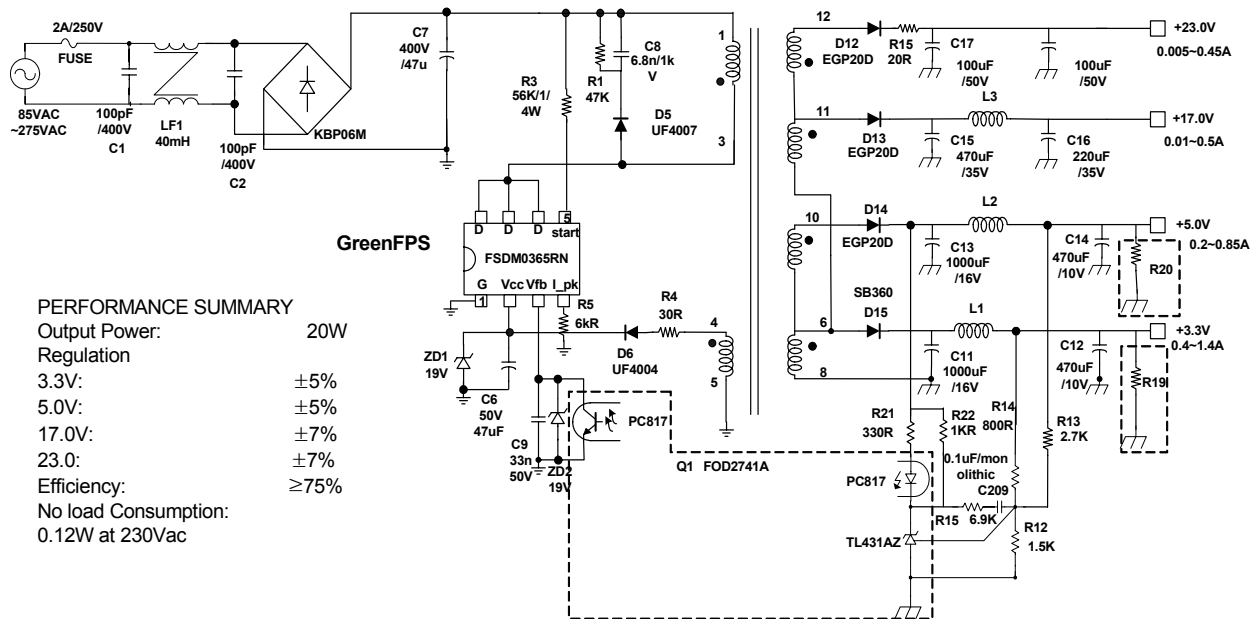 2A/250V
FUSE
85VAC
~275VAC
100pF
/400V
C1
LF1
40mH
100pF
/400V
C2
KBP06M
C7
400V
/47u
R3
56K/1/
4W
R1
47K
C8
6.8n/1k
V
D5
UF4007
1
3
12
D12
EGP20D
R15
20R
C17
100uF
/50V
100uF
/50V
+23.0V
0.005~0.45A
11
D13
EGP20D
L3
C15
470uF
/35V
C16
220uF
/35V
+17.0V
0.01~0.5A
10
D14
EGP20D
L2
C13
1000uF
/16V
C14
470uF
/10V
R20
+5.0V
0.2~0.85A
6
SB360
D15
L1
8
C11
1000uF
/16V
C12
470uF
/10V
R19
+3.3V
0.4~1.4A
GreenFPS
D D D 5
start
FSDM0365RN
G Vcc Vfb I_pk
1
R5
6kR
R4
30R
4
5
D6
UF4004
ZD1
19V
C6
50V
47uF
C9
33n
50V
ZD2
19V
PC817
Q1 FOD2741A
R21
330R
R22
1KR
R14
800R
R13
2.7K
0.1uF/mon
olithic
C209
PC817
R15
6.9K
R12
1.5K
TL431AZ
PERFORMANCE SUMMARY
Output Power: 20W
Regulation
3.3V: ±5%
5.0V: ±5%
17.0V: ±7%
23.0: ±7%
Efficiency: ≥75%
No load Consumption:
0.12W at 230Vac